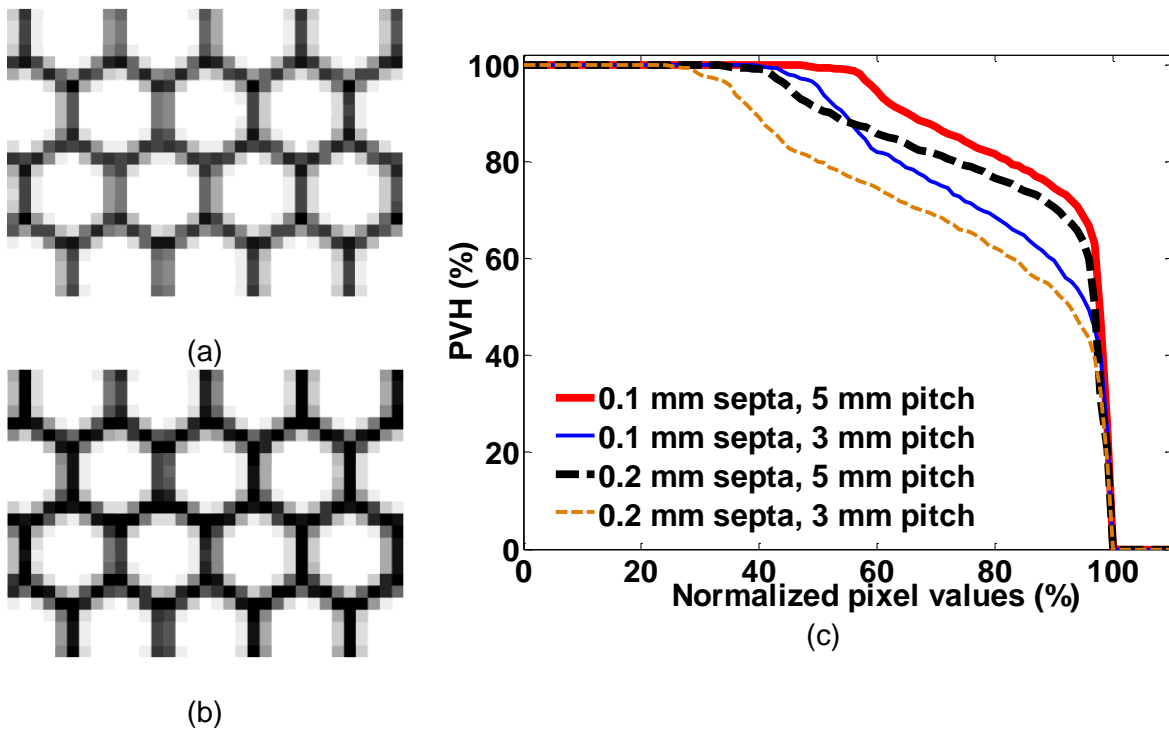 (a)
(b)
100
80
60
40
20
0
PVH (%)
0.1 mm septa, 5 mm pitch
0.1 mm septa, 3 mm pitch
0.2 mm septa, 5 mm pitch
0.2 mm septa, 3 mm pitch
0 20 40 60 80 100
Normalized pixel values (%)
(c)